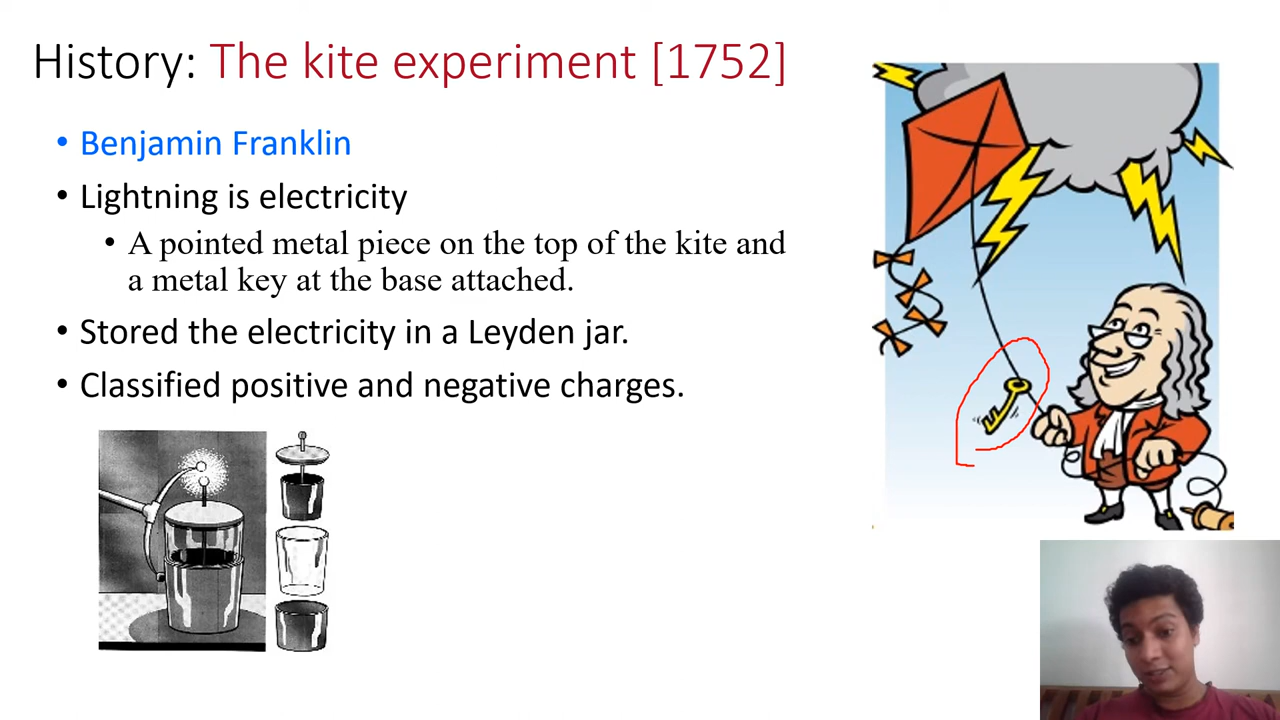 History: The kite experiment [1752]
• Benjamin Franklin
• Lightning is electricity
• A pointed metal piece on the top of the kite and
a metal key at the base attached.
• Stored the electricity in a Leyden jar.
• Classified positive and negative charges.